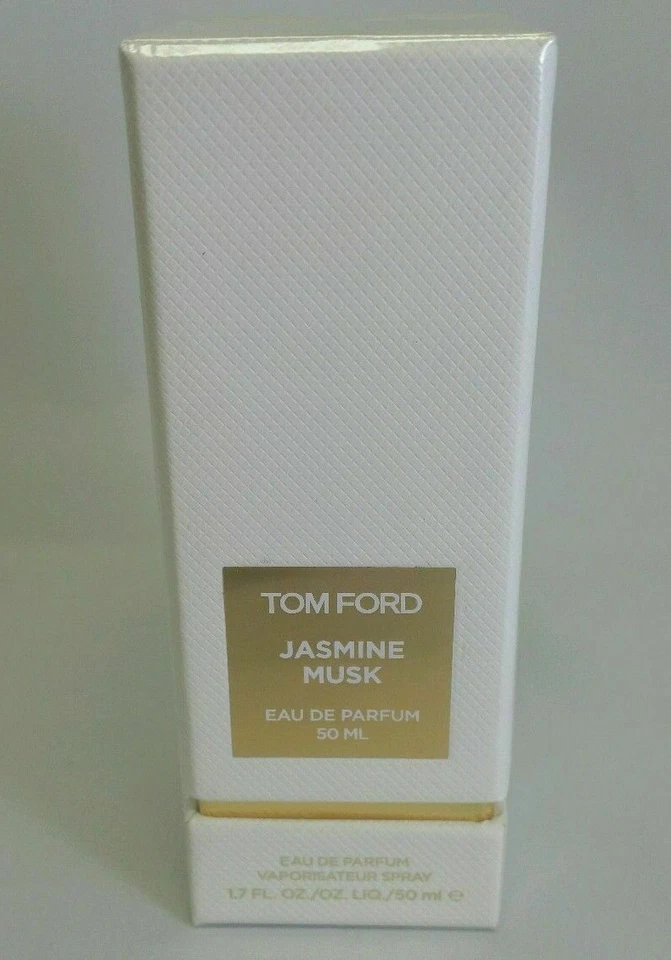 TOM FORD
JASMINE
MUSK
EAU DE PARFUM
50 ML
EAU DE PARFUM
VAPORISATEUR SPRAY
1.7 FL. OZ./OZ. LIQ./50 ml ℮